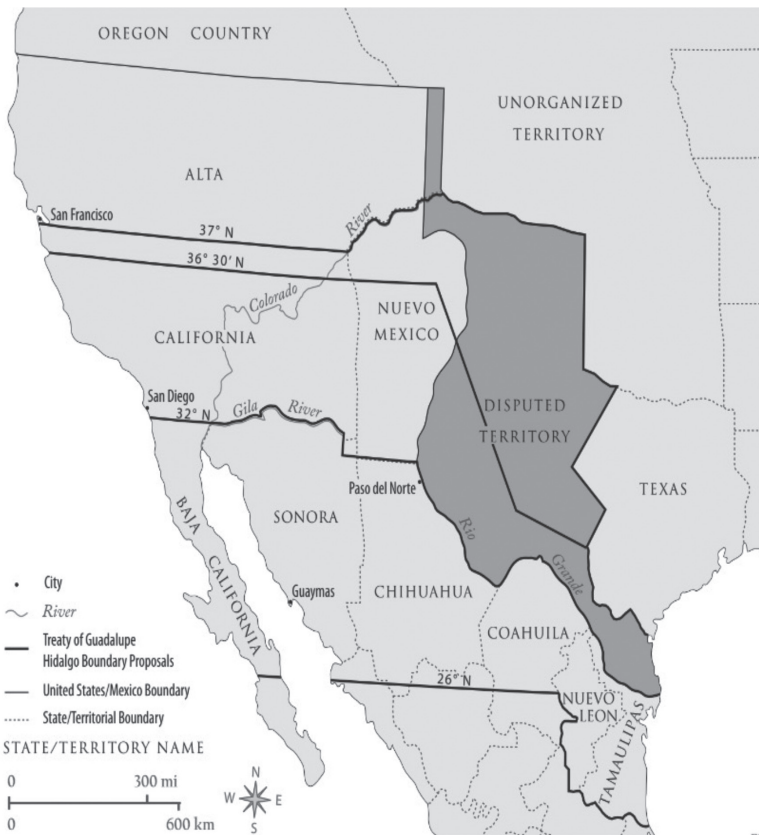 OREGON COUNTRY
UNORGANIZED
TERRITORY
ALTA
San Francisco
37° N
River
36° 30' N
Colorado
NUEVO
MEXICO
CALIFORNIA
San Diego
32° N
Gila River
DISPUTED
TERRITORY
TEXAS
Paso del Norte
SONORA
Rio
Grande
BAJA
CALIFORNIA
Guaymas
CHIHUAHUA
COAHUILA
26° N
NUEVO
LEON
TAMAULIPAS
City
River
Treaty of Guadalupe
Hidalgo Boundary Proposals
United States/Mexico Boundary
State/Territorial Boundary
STATE/TERRITORY NAME
0 300 mi
0 600 km
N
W E
S